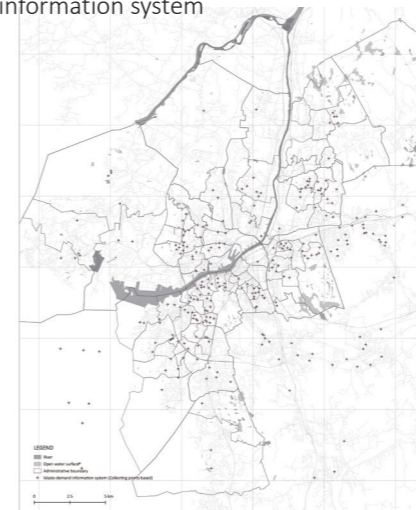 information system
LEGEND
River
Open water surface
Administrative boundary
Waste demand information system (Collecting points based)
0 2.5 5 km